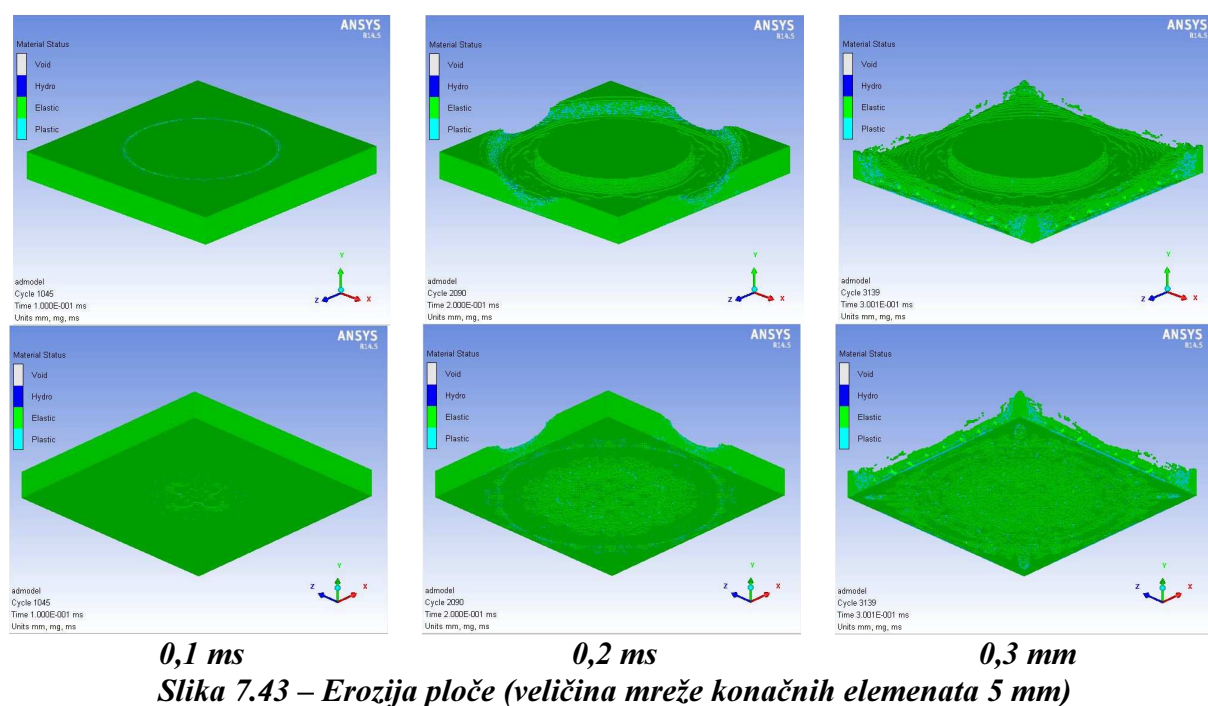 ANSYS
R14.5
Material Status
Void
Hydro
Elastic
Plastic
Y
Z X
admodel
Cycle 1045
Time 1.000E-001 ms
Units mm, mg, ms
ANSYS
R14.5
Material Status
Void
Hydro
Elastic
Plastic
Y
Z X
admodel
Cycle 2090
Time 2.000E-001 ms
Units mm, mg, ms
ANSYS
R14.5
Material Status
Void
Hydro
Elastic
Plastic
Y
Z X
admodel
Cycle 3139
Time 3.001E-001 ms
Units mm, mg, ms
ANSYS
R14.5
Material Status
Void
Hydro
Elastic
Plastic
Y
Z X
admodel
Cycle 1045
Time 1.000E-001 ms
Units mm, mg, ms
ANSYS
R14.5
Material Status
Void
Hydro
Elastic
Plastic
Y
Z X
admodel
Cycle 2090
Time 2.000E-001 ms
Units mm, mg, ms
ANSYS
R14.5
Material Status
Void
Hydro
Elastic
Plastic
Y
Z X
admodel
Cycle 3139
Time 3.001E-001 ms
Units mm, mg, ms
0,1 ms 0,2 ms 0,3 mm
Slika 7.43 – Erozija ploče (veličina mreže konačnih elemenata 5 mm)